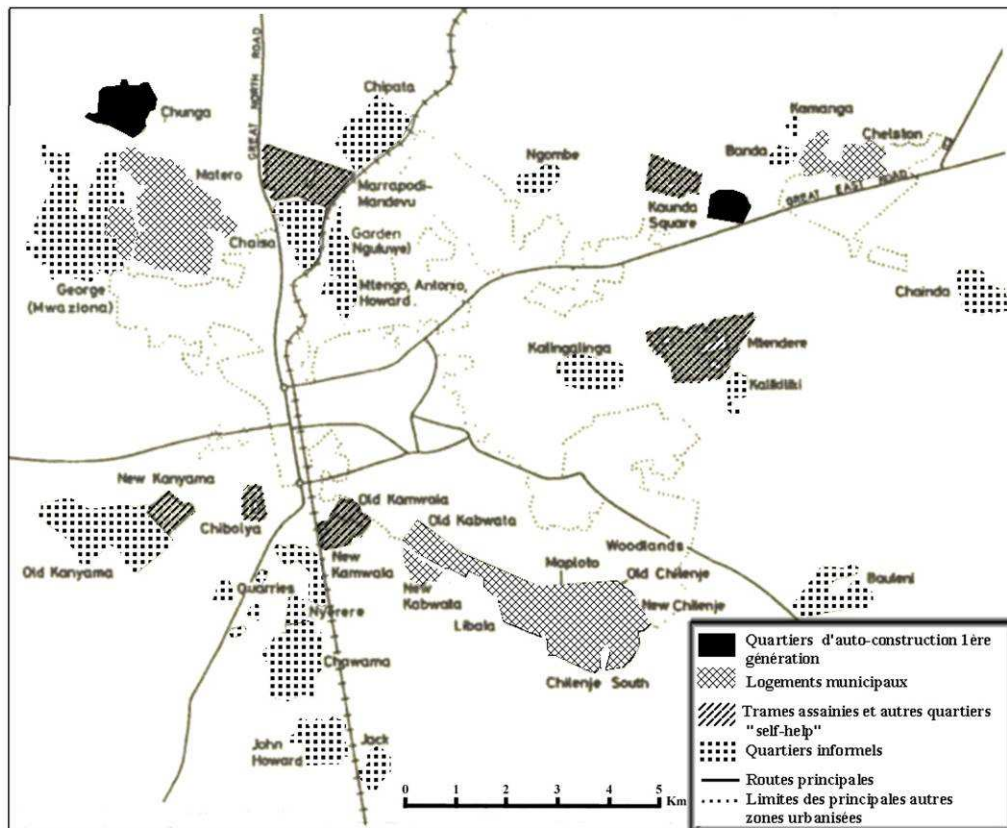 GREAT NORTH ROAD
Chipata
Chunga
Kamanga
Chelston
Banda
Ngombe
Matero
Marrapodi-
Mandevu
Kaunda
Square
GREAT EAST ROAD
Chaisa
Garden
Nguluwe)
George
(Mwaziona)
Mtengo, Antonio,
Howard
Chainda
Kalingalinga
Mtendere
Kalikiliki
New Kanyama
Chibolya
Old Kamwala
Old Kabwata
Old Kanyama
New
Kamwala
Woodlands
Maploto
Old Chilenje
Bauleni
Quarries
New
Kabwata
New Chilenje
Nyerere
Libala
Chawama
Chilenje South
John
Howard
Jack
0 1 2 3 4 5
Km
Quartiers d'auto-construction 1ère
génération
Logements municipaux
Trames assainies et autres quartiers
"self-help"
Quartiers informels
Routes principales
Limites des principales autres
zones urbanisées